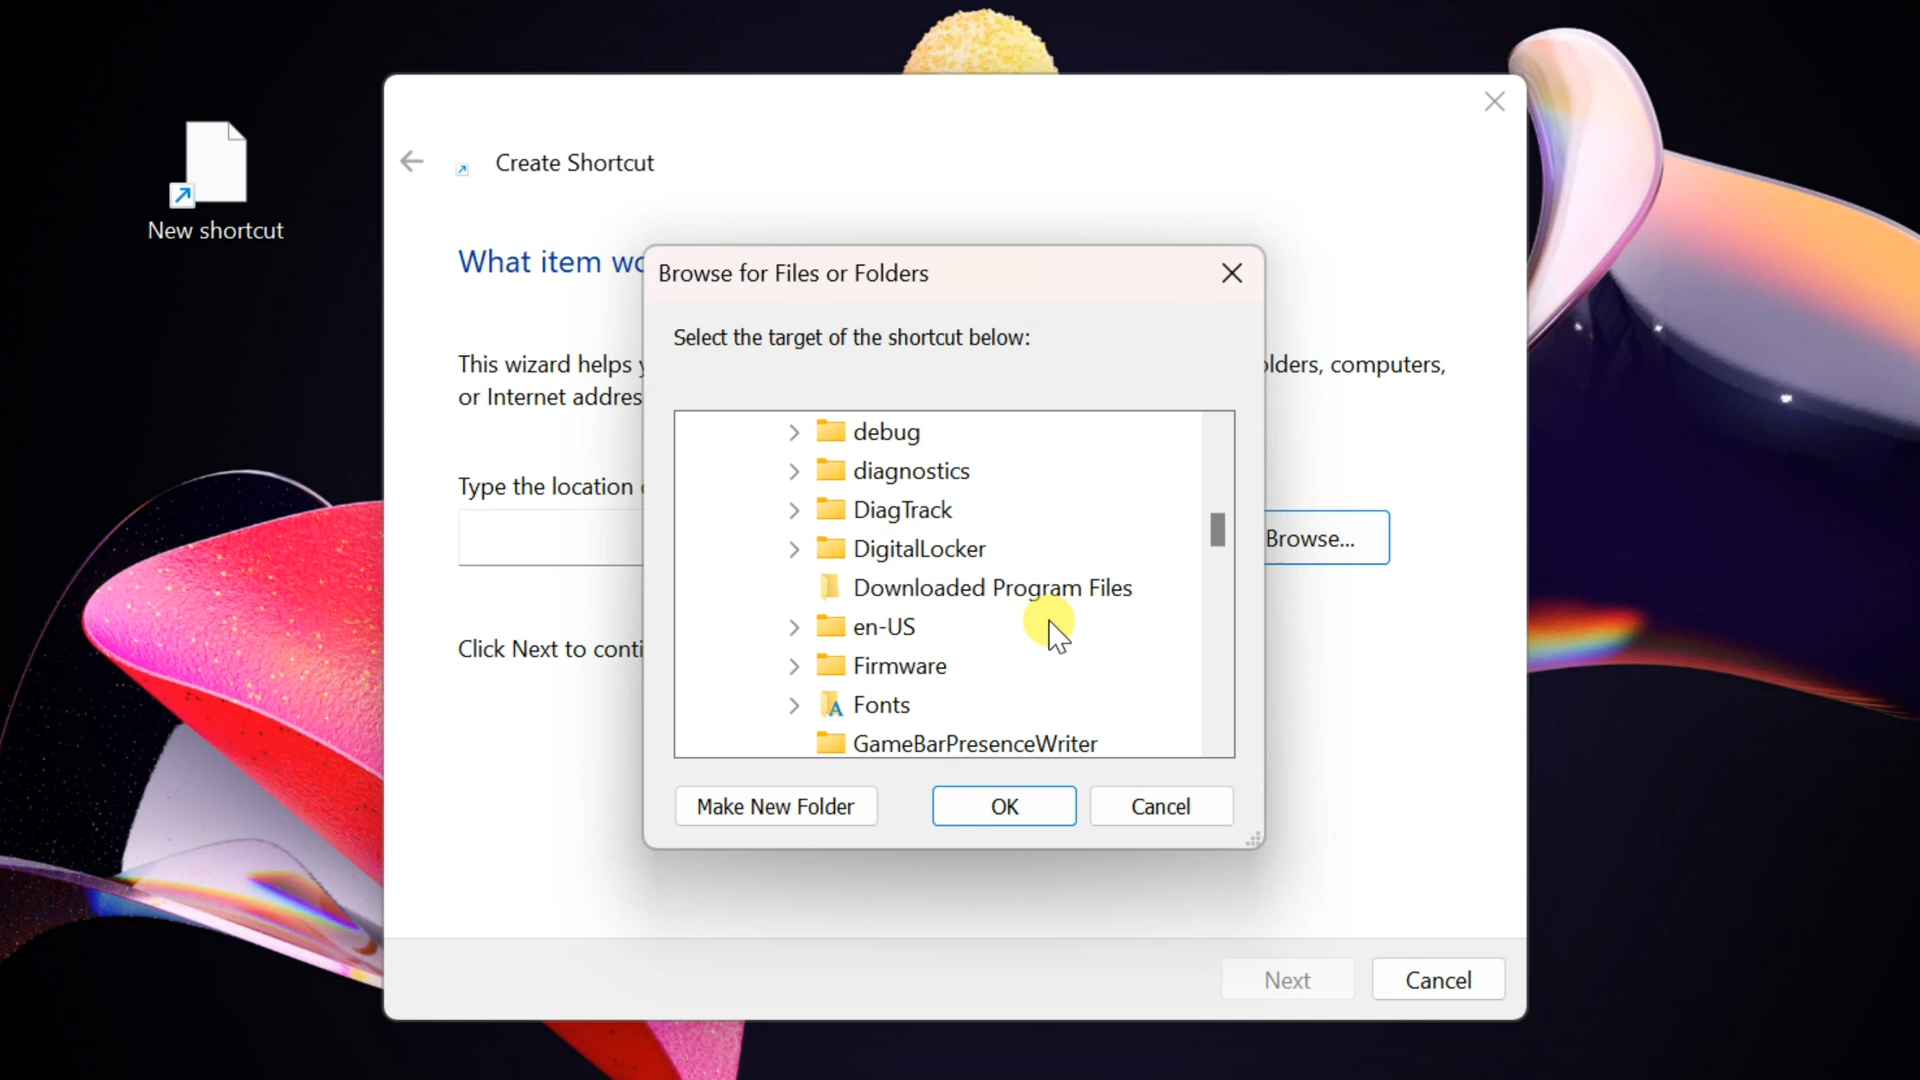 New shortcut
Create Shortcut
What item wo
Browse for Files or Folders
Select the target of the shortcut below:
This wizard helps
olders, computers,
or Internet addres
debug
diagnostics
DiagTrack
DigitalLocker
Downloaded Program Files
en-US
Firmware
Fonts
GameBarPresenceWriter
Type the location
Browse...
Click Next to conti
Make New Folder
OK
Cancel
Next
Cancel